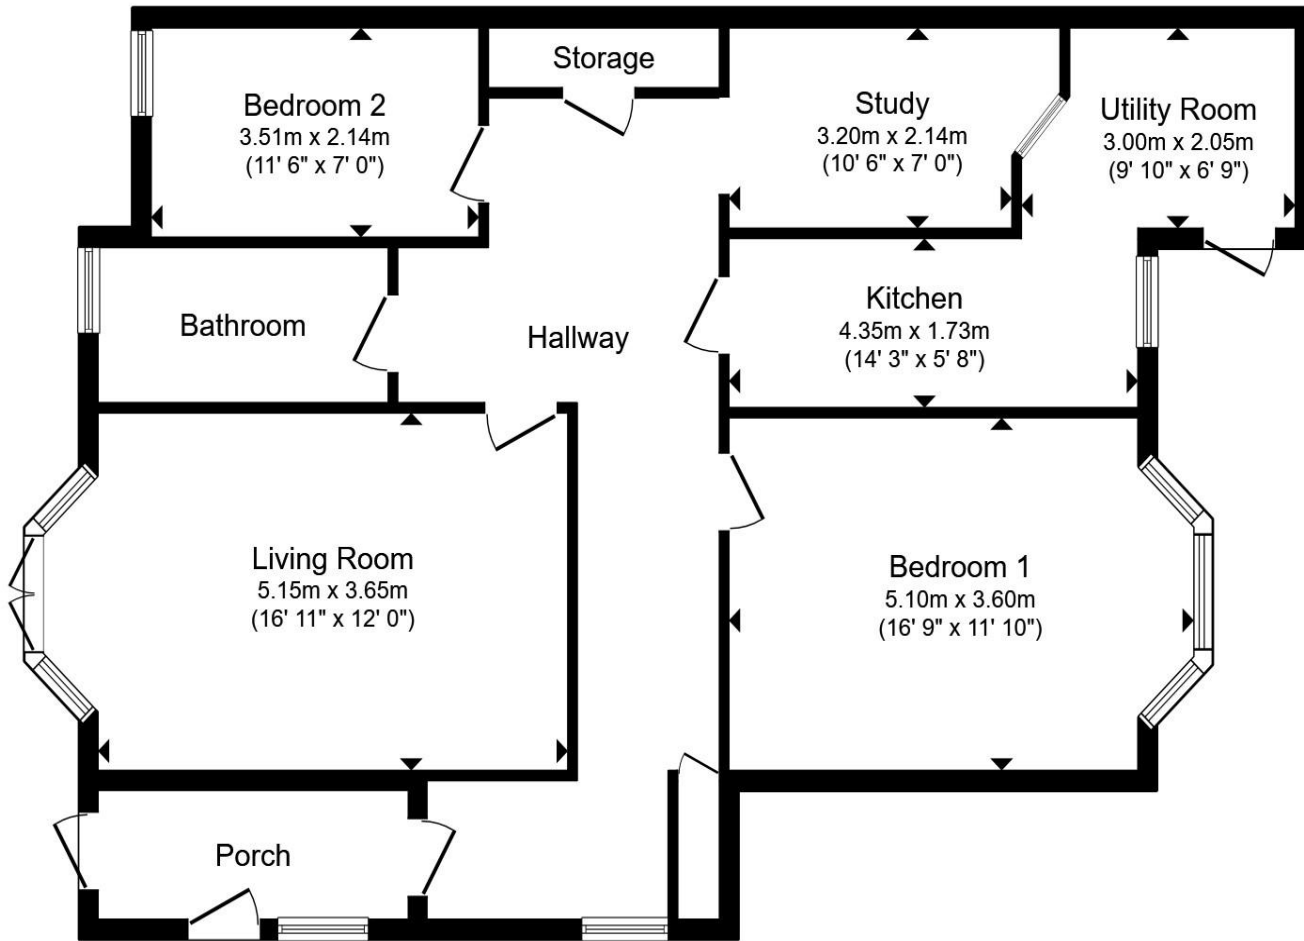 Storage
Bedroom 2
3.51m x 2.14m
(11' 6" x 7' 0")
Study
3.20m x 2.14m
(10' 6" x 7' 0")
Utility Room
3.00m x 2.05m
(9' 10" x 6' 9")
Bathroom
Hallway
Kitchen
4.35m x 1.73m
(14' 3" x 5' 8")
Living Room
5.15m x 3.65m
(16' 11" x 12' 0")
Bedroom 1
5.10m x 3.60m
(16' 9" x 11' 10")
Porch